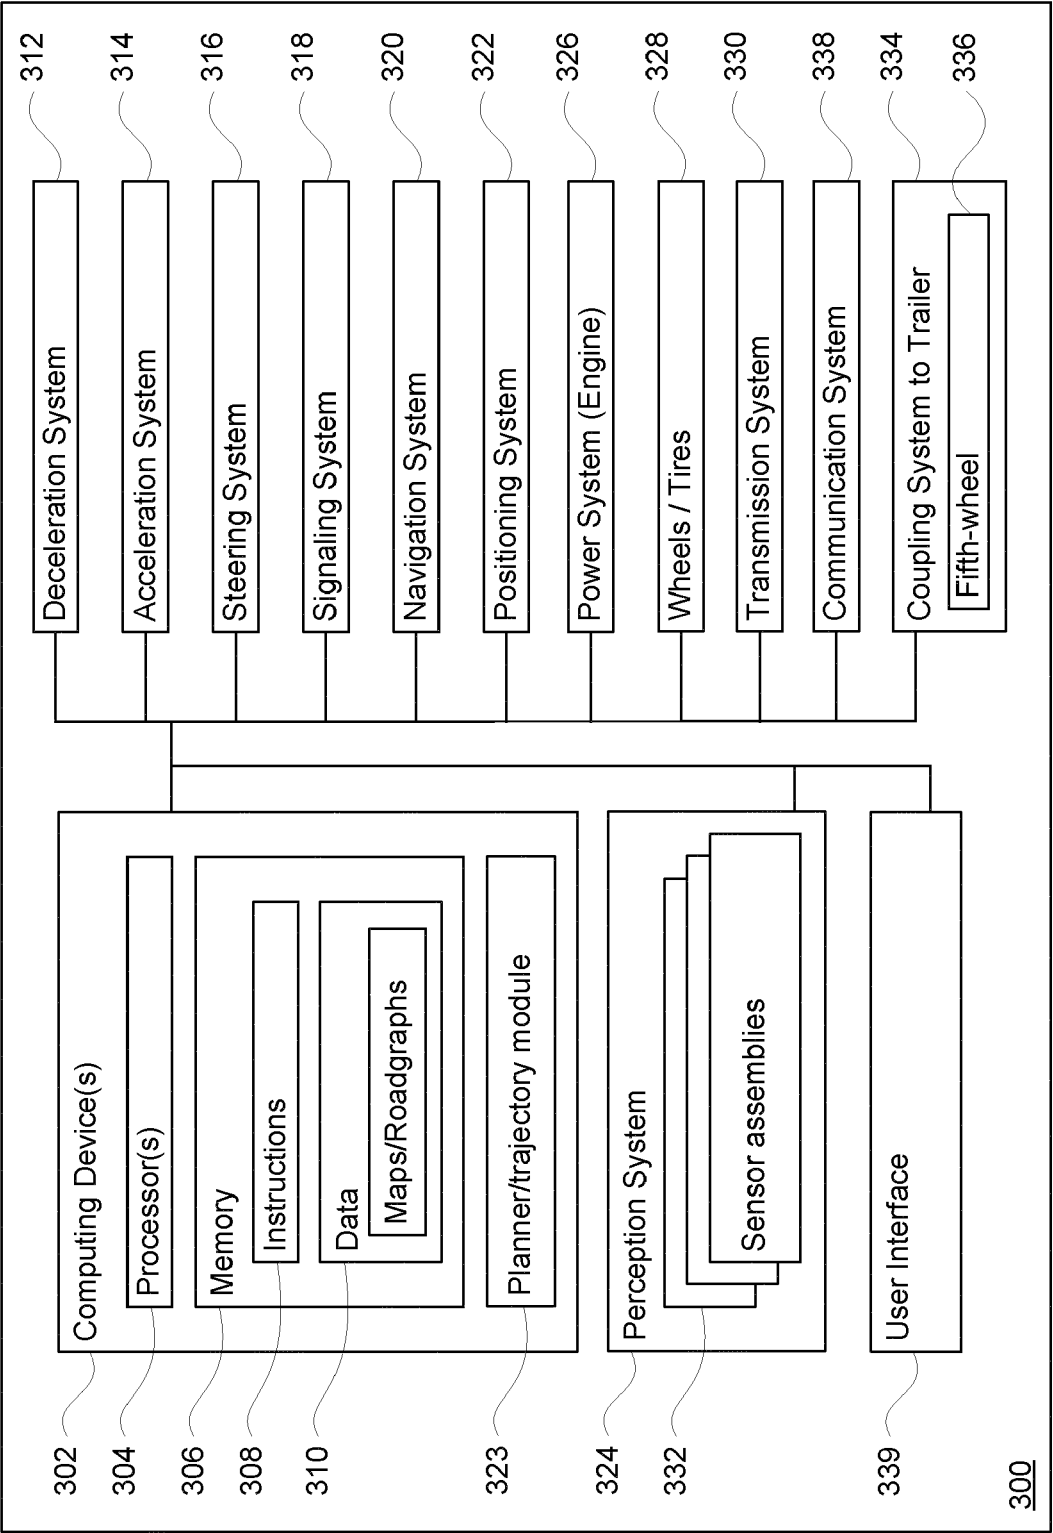 302
Computing Device(s)
304
Processor(s)
306
Memory
308
Instructions
310
Data
Maps/Roadgraphs
323
Planner/trajectory module
324
Perception System
332
Sensor assemblies
339
User Interface
300
Deceleration System
312
Acceleration System
314
Steering System
316
Signaling System
318
Navigation System
320
Positioning System
322
Power System (Engine)
326
Wheels / Tires
328
Transmission System
330
Communication System
338
Coupling System to Trailer
334
Fifth-wheel
336